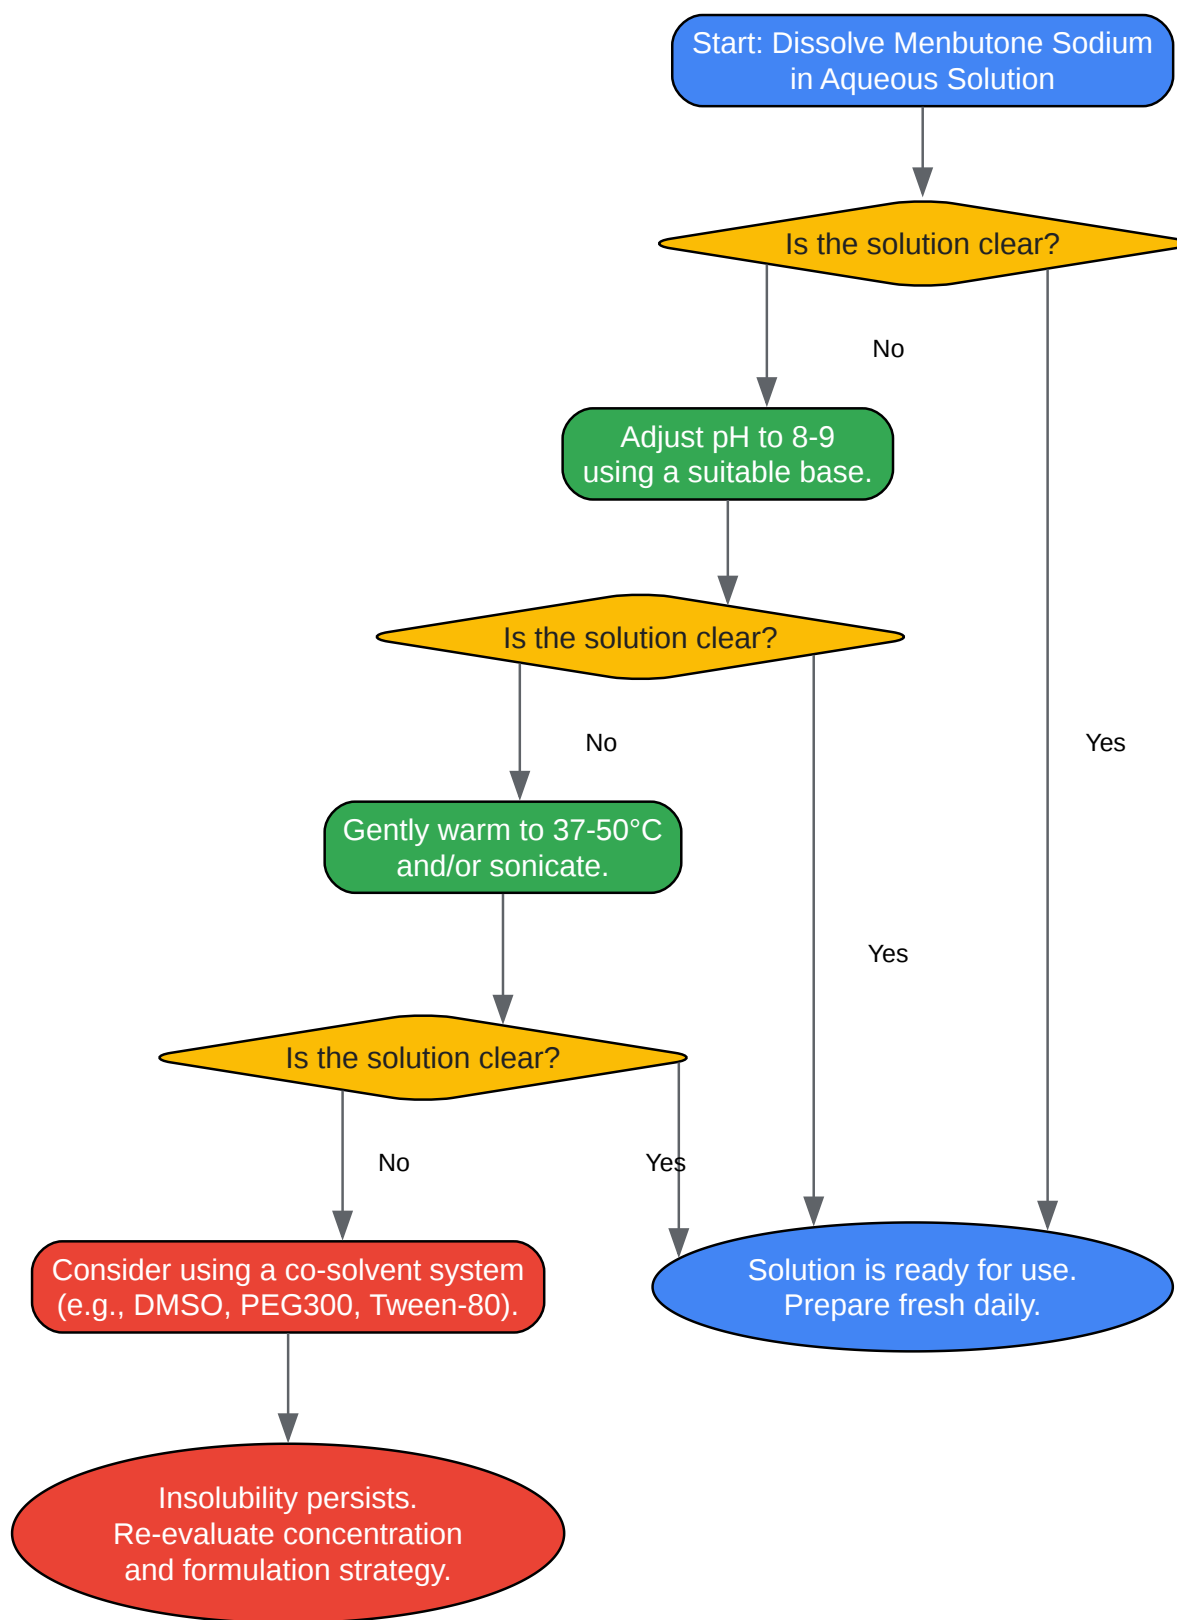 Start: Dissolve Menbutone Sodium
in Aqueous Solution
Is the solution clear?
No
Adjust pH to 8-9
using a suitable base.
Is the solution clear?
No
Yes
Gently warm to 37-50°C
and/or sonicate.
Yes
Is the solution clear?
No
Yes
Consider using a co-solvent system
(e.g., DMSO, PEG300, Tween-80).
Solution is ready for use.
Prepare fresh daily.
Insolubility persists.
Re-evaluate concentration
and formulation strategy.